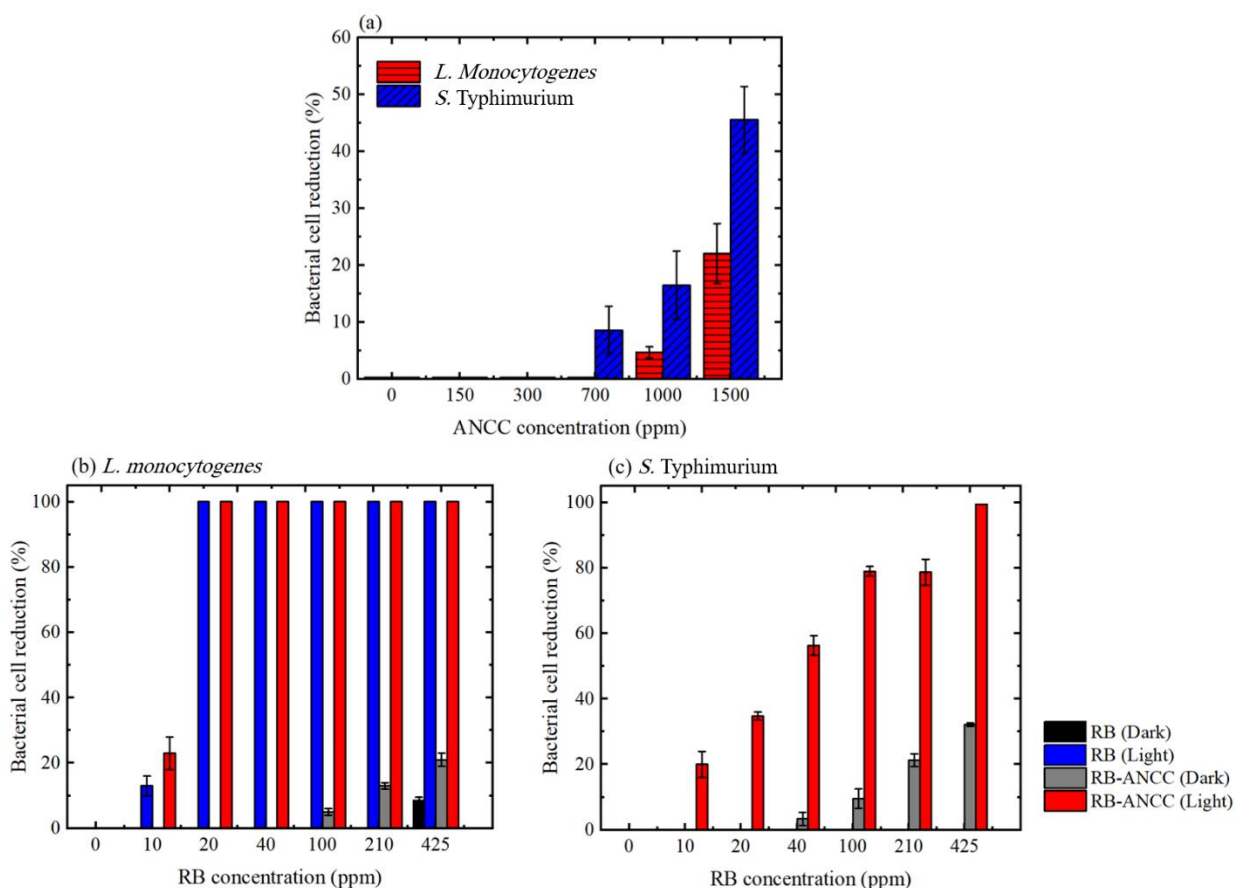 (a)
60
50
40
30
20
10
0
Bacterial cell reduction (%)
L. Monocytogenes
S. Typhimurium
0 150 300 700 1000 1500
ANCC concentration (ppm)
(b) L. monocytogenes
100
80
60
40
20
0
Bacterial cell reduction (%)
0 10 20 40 100 210 425
RB concentration (ppm)
(c) S. Typhimurium
100
80
60
40
20
0
Bacterial cell reduction (%)
0 10 20 40 100 210 425
RB concentration (ppm)
RB (Dark)
RB (Light)
RB-ANCC (Dark)
RB-ANCC (Light)